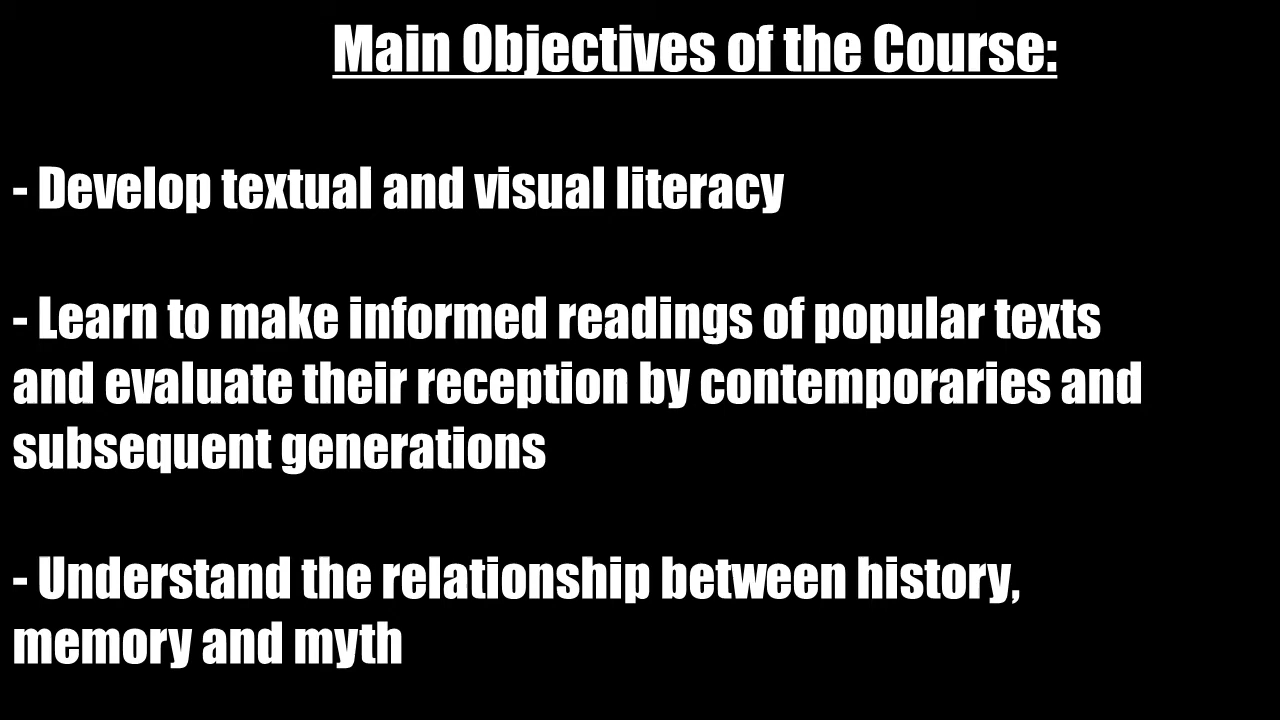 Main Objectives of the Course:
- Develop textual and visual literacy
- Learn to make informed readings of popular texts
and evaluate their reception by contemporaries and
subsequent generations
- Understand the relationship between history,
memory and myth